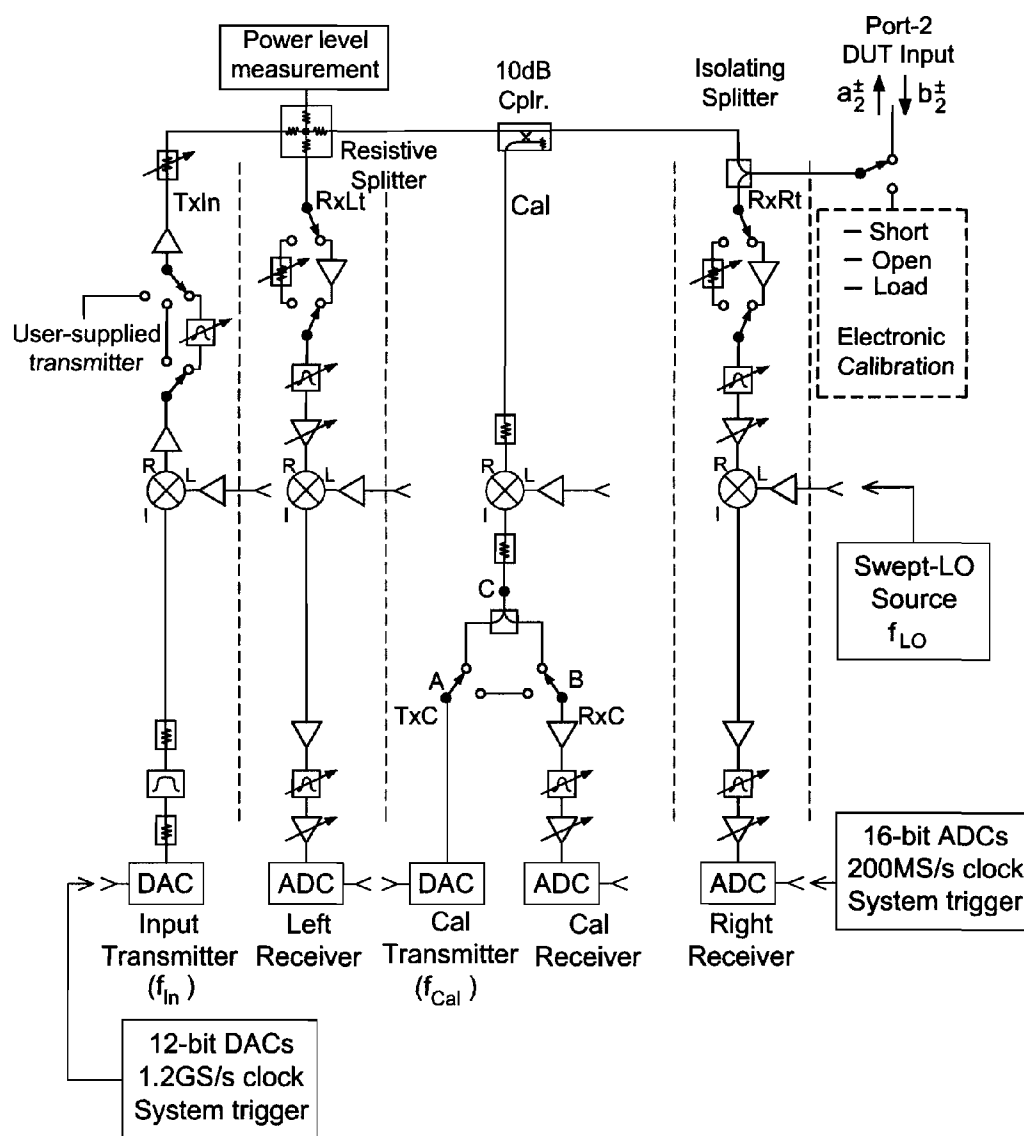 Power level
measurement
10dB
Cplr.
Isolating
Splitter
Port-2
DUT Input
a₂± b₂±
Resistive
Splitter
TxIn
RxLt
Cal
RxRt
Short
Open
Load
Electronic
Calibration
User-supplied
transmitter
R L
I
R L
I
R L
I
R L
I
Swept-LO
Source
f_LO
C
A
B
TxC
RxC
DAC
ADC
DAC
ADC
ADC
16-bit ADCs
200MS/s clock
System trigger
Input
Transmitter
(f_In)
Left
Receiver
Cal
Transmitter
(f_Cal)
Cal
Receiver
Right
Receiver
12-bit DACs
1.2GS/s clock
System trigger